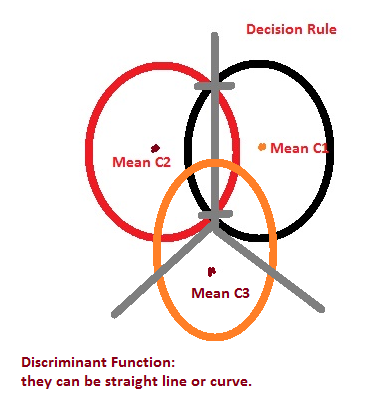 Decision Rule
Mean C1
Mean C2
Mean C3
Discriminant Function:
they can be straight line or curve.